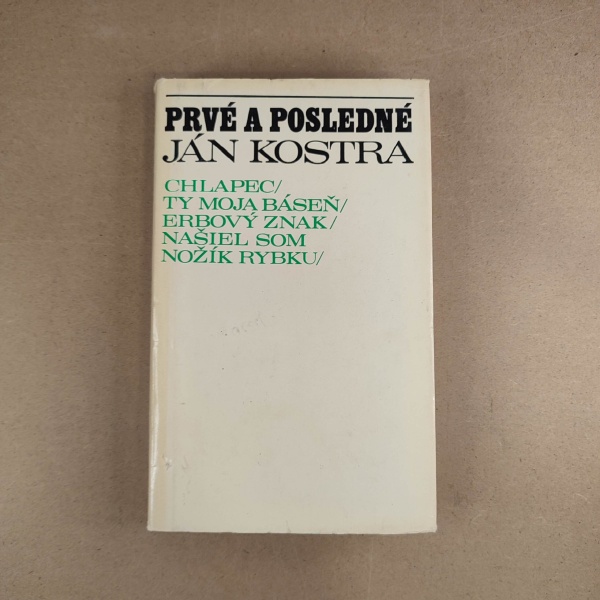 PRVÉ A POSLEDNÉ
JÁN KOSTRA
CHLAPEC/
TY MOJA BÁSEŇ/
ERBOVÝ ZNAK/
NAŠIEL SOM
NOŽÍK RYBKU/